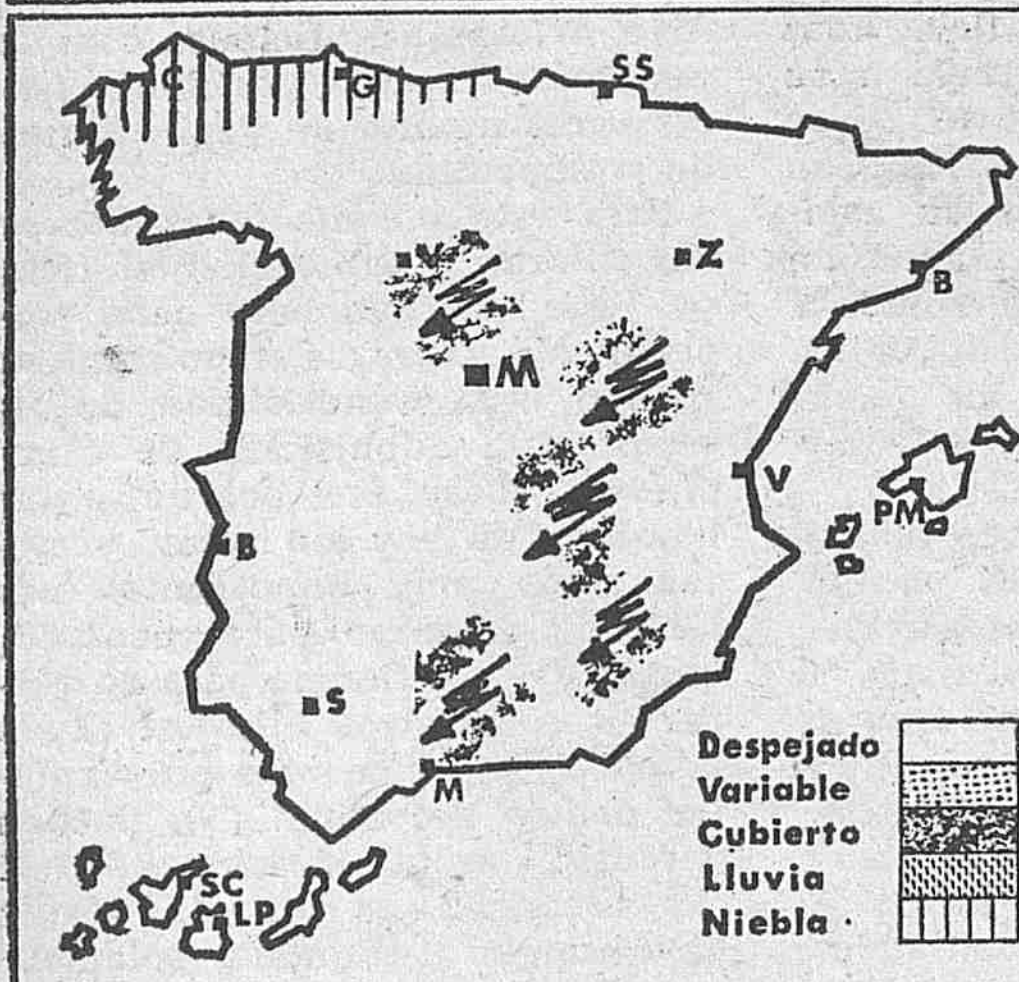 C
G
SS
V
Z
B
M
V
PM
B
S
M
SC
LP
Despejado
Variable
Cubierto
Lluvia
Niebla